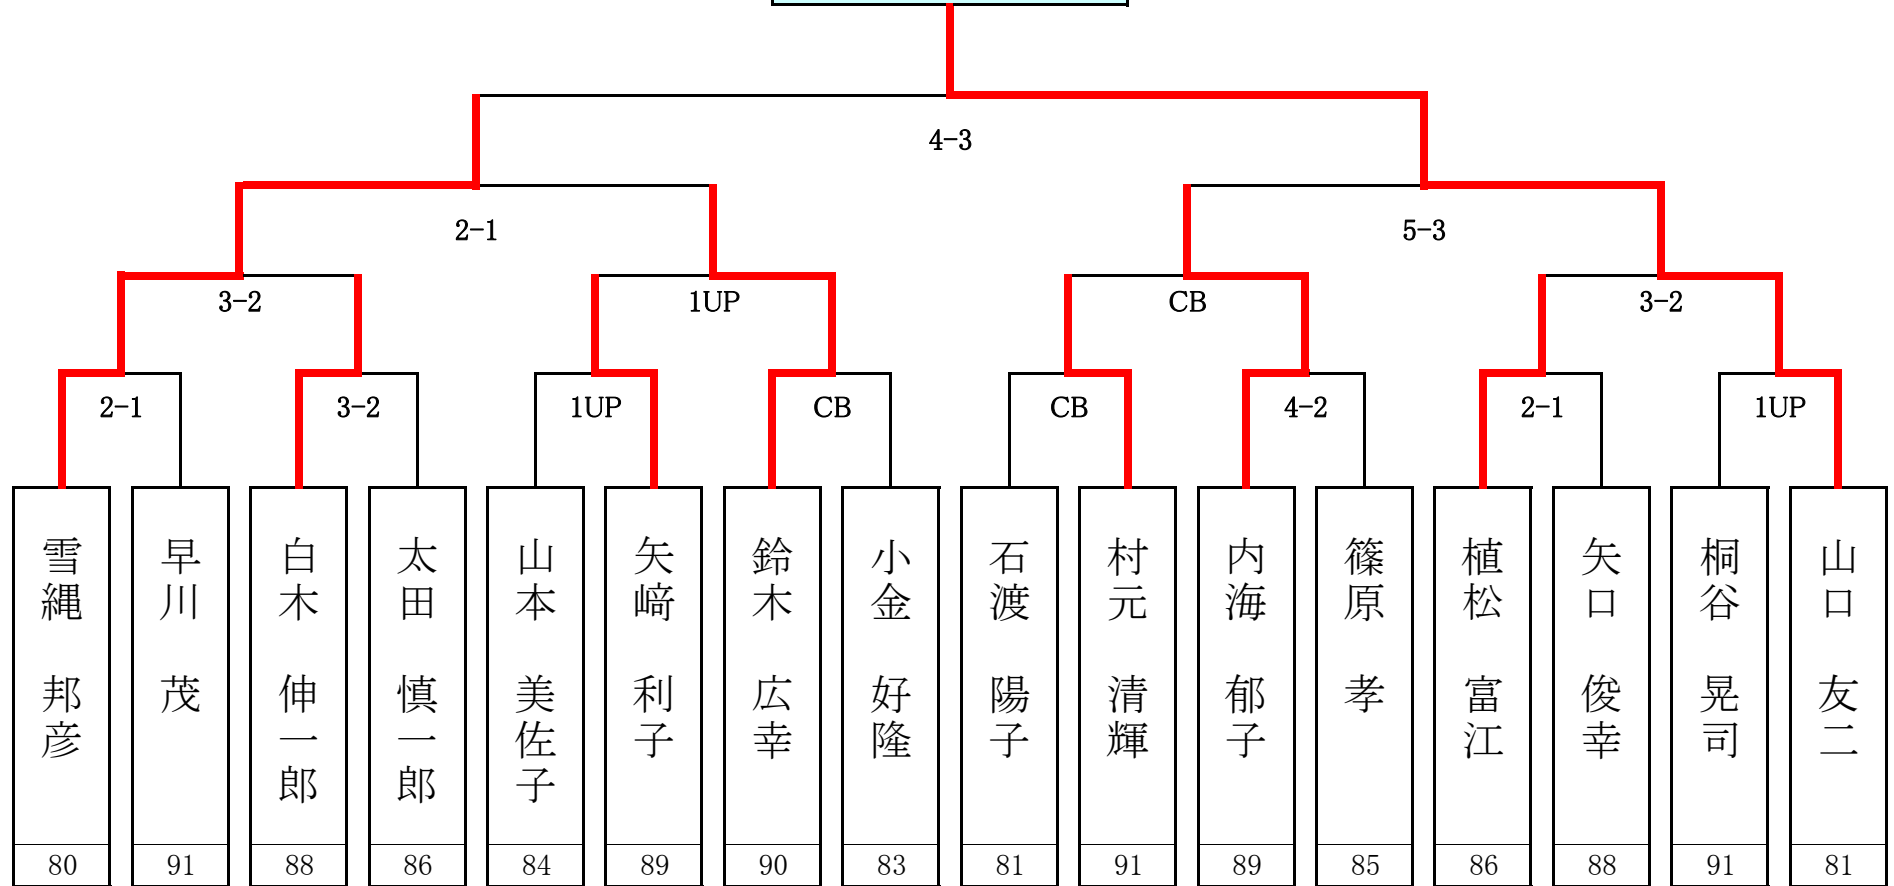 4-3
2-1
5-3
3-2
1UP
CB
3-2
2-1
3-2
1UP
CB
CB
4-2
2-1
1UP
雪縄 邦彦
早川 茂
白木 伸一郎
太田 慎一郎
山本 美佐子
矢﨑 利子
鈴木 広幸
小金 好隆
石渡 陽子
村元 清輝
内海 郁子
篠原 孝
植松 富江
矢口 俊幸
桐谷 晃司
山口 友二
80
91
88
86
84
89
90
83
81
91
89
85
86
88
91
81